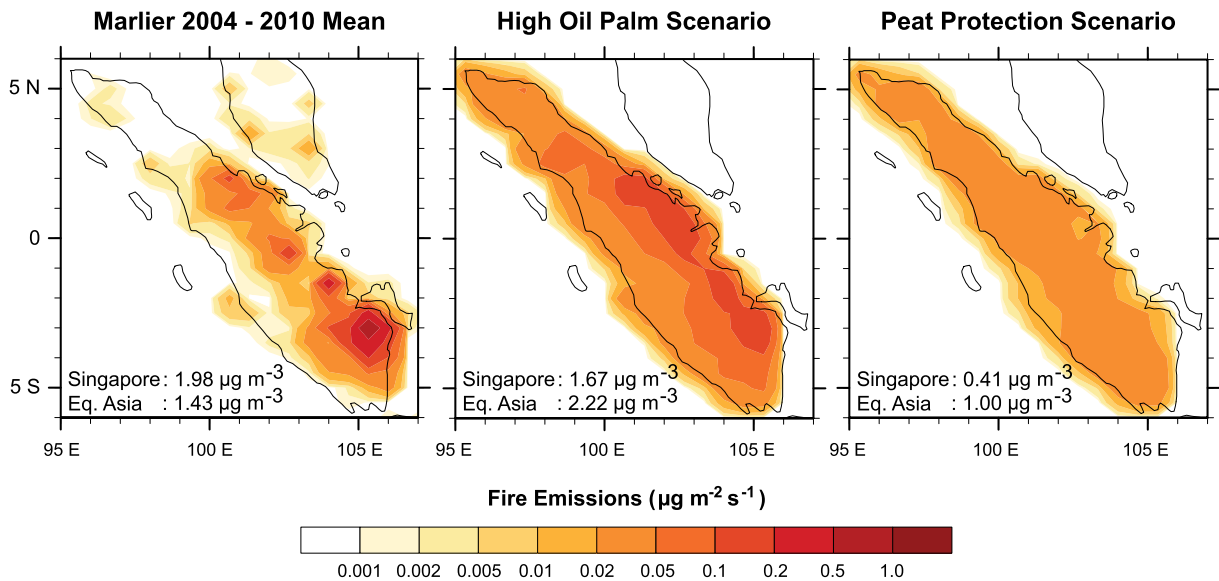 Marlier 2004 - 2010 Mean
High Oil Palm Scenario
Peat Protection Scenario
5 N
0
5 S
Singapore : 1.98 µg m⁻³
Eq. Asia : 1.43 µg m⁻³
Singapore : 1.67 µg m⁻³
Eq. Asia : 2.22 µg m⁻³
Singapore : 0.41 µg m⁻³
Eq. Asia : 1.00 µg m⁻³
95 E 100 E 105 E
95 E 100 E 105 E
95 E 100 E 105 E
Fire Emissions (µg m⁻² s⁻¹)
0.001 0.002 0.005 0.01 0.02 0.05 0.1 0.2 0.5 1.0